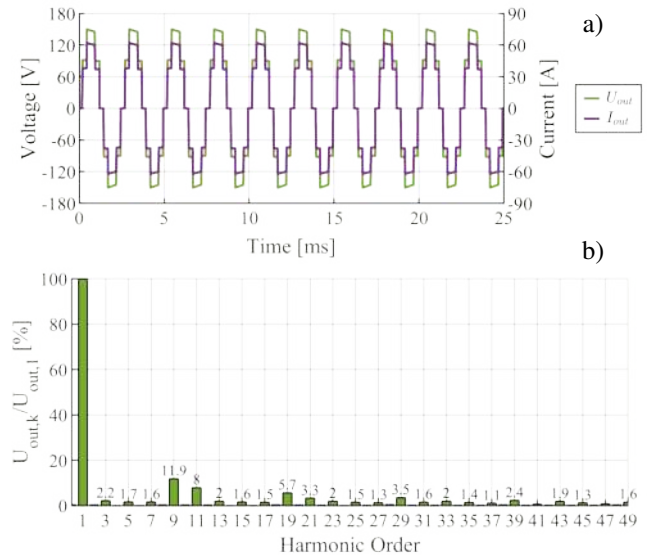 a)
Voltage [V]
180
120
60
0
-60
-120
-180
Current [A]
90
60
30
0
-30
-60
-90
0 5 10 15 20 25
Time [ms]
U_out
I_out
b)
U_out,k/U_out,1 [%]
100
80
60
40
20
0
2.2 1.7 1.6 11.9 8 2 1.6 1.5 5.7 3.3 2 1.5 1.3 3.5 1.6 2 1.4 1.1 2.4 1.9 1.3 1.6
1 3 5 7 9 11 13 15 17 19 21 23 25 27 29 31 33 35 37 39 41 43 45 47 49
Harmonic Order